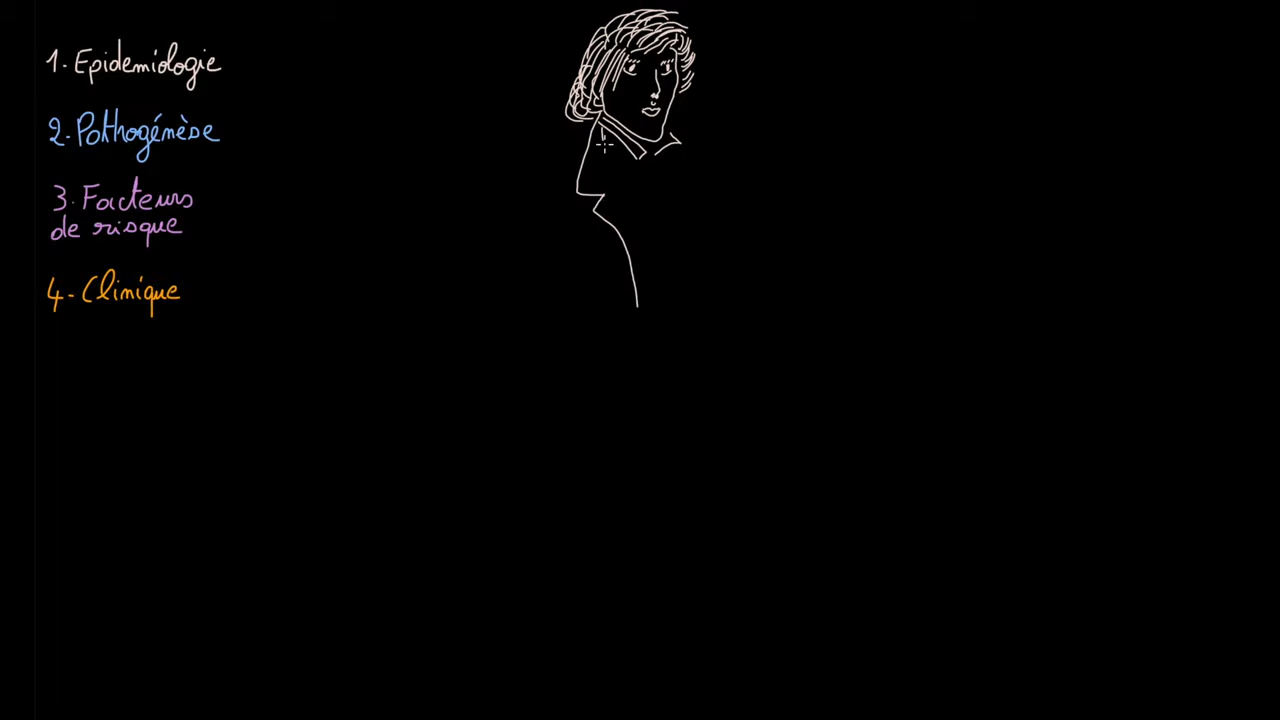 1. Epidemiologie
2. Pathogénèse
3. Facteurs
de risque
4. Clinique